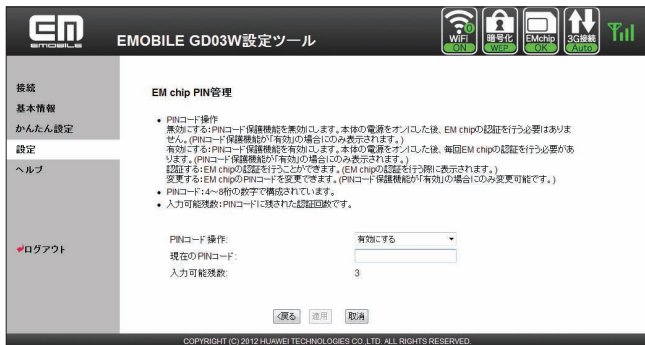 EM
EMOBILE
EMOBILE GD03W設定ツール
WiFi
0
ON
暗号化
WEP
EMchip
OK
3G接続
Auto
接続
基本情報
かんたん設定
設定
ヘルプ
ログアウト
EM chip PIN管理
• PINコード操作
無効にする:PINコード保護機能を無効にします。本体の電源をオンにした後、EM chipの認証を行う必要はありま
せん。(PINコード保護機能が「有効」の場合にのみ表示されます。)
有効にする:PINコード保護機能を有効にします。本体の電源をオンにした後、毎回EM chipの認証を行う必要があ
ります。(PINコード保護機能が「無効」の場合にのみ表示されます。)
認証する:EM chipの認証を行うことができます。(EM chipの認証を行う際に表示されます。)
変更する:EM chipのPINコードを変更できます。(PINコード保護機能が「有効」の場合にのみ変更可能です。)
• PINコード:4~8桁の数字で構成されています。
• 入力可能残数:PINコードに残された認証回数です。
PINコード操作: 有効にする
現在のPINコード:
入力可能残数: 3
<戻る 適用 取消
COPYRIGHT (C) 2012 HUAWEI TECHNOLOGIES CO.,LTD. ALL RIGHTS RESERVED.